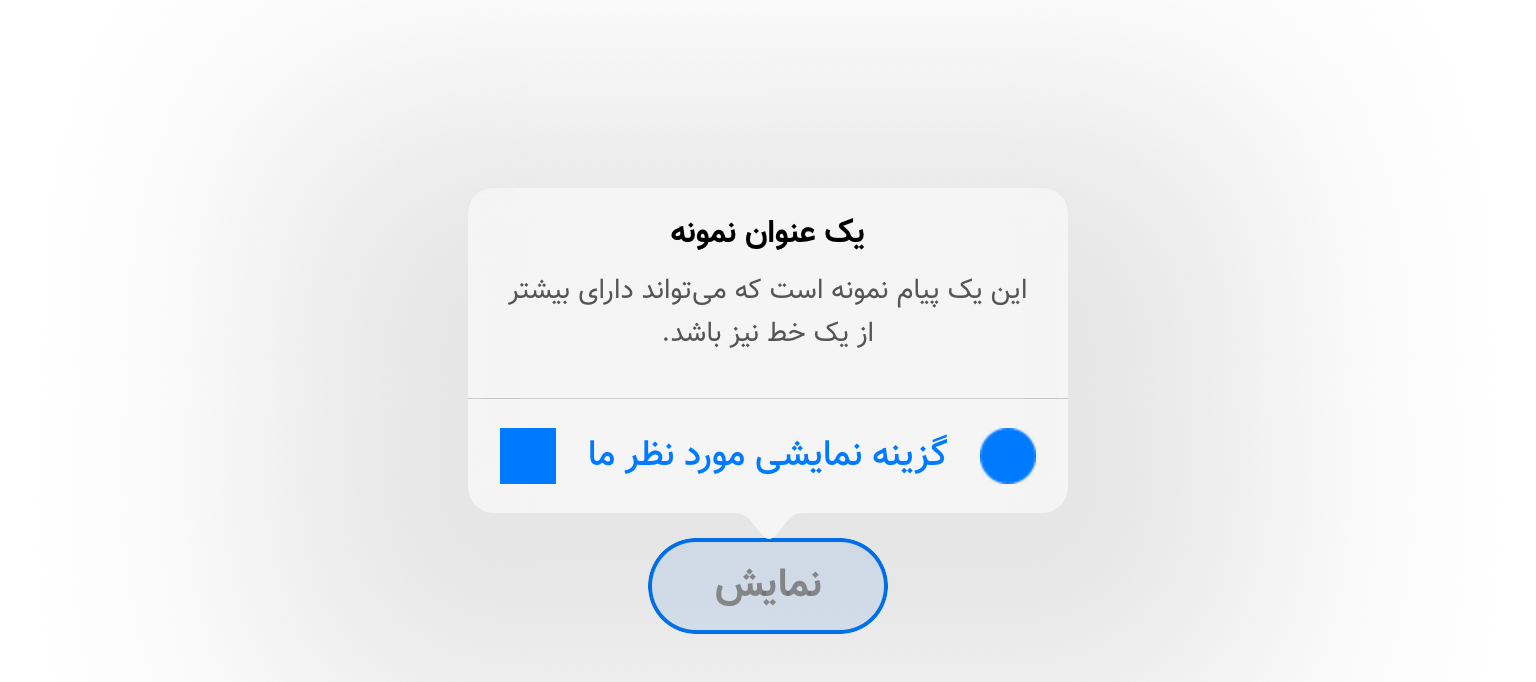 یک عنوان نمونه
این یک پیام نمونه است که می‌تواند دارای بیشتر
از یک خط نیز باشد.
گزینه نمایشی مورد نظر ما
نمایش